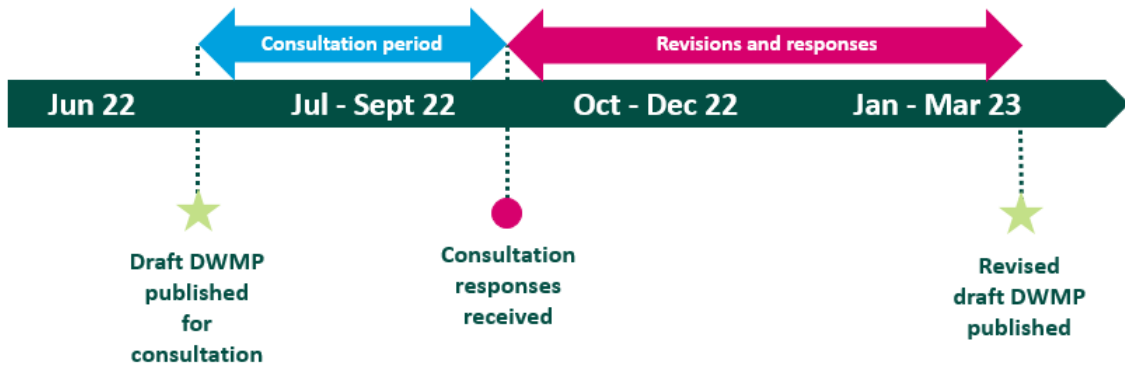 Consultation period
Revisions and responses
Jun 22
Jul - Sept 22
Oct - Dec 22
Jan - Mar 23
Draft DWMP
published
for
consultation
Consultation
responses
received
Revised
draft DWMP
published